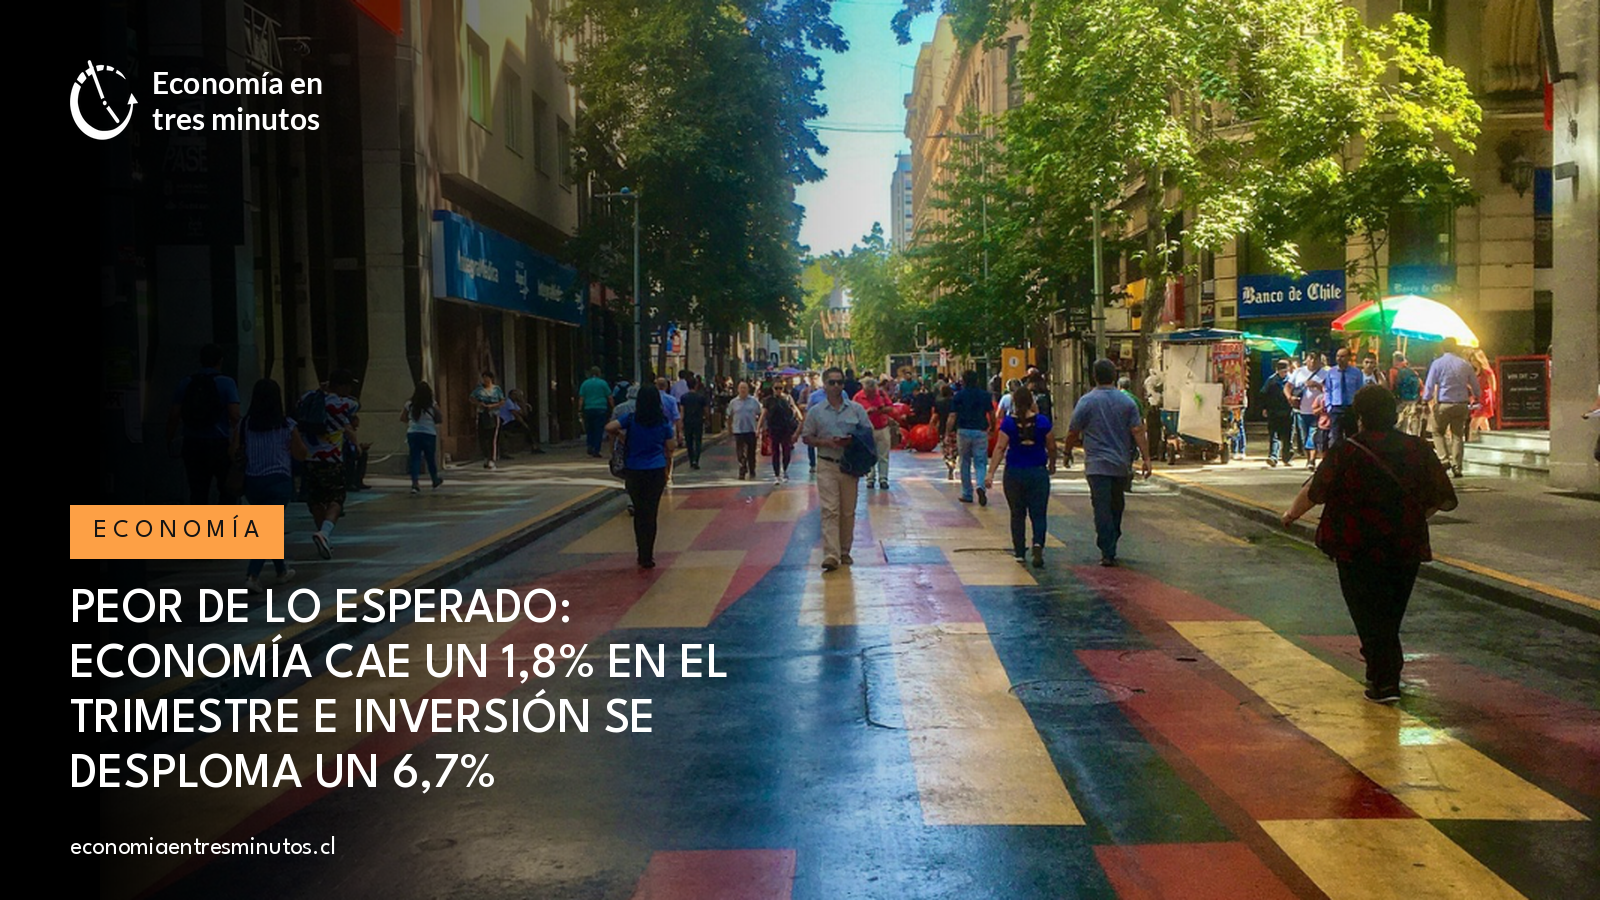 Economía en
tres minutos
Banco de Chile
ECONOMÍA
PEOR DE LO ESPERADO:
ECONOMÍA CAE UN 1,8% EN EL
TRIMESTRE E INVERSIÓN SE
DESPLOMA UN 6,7%
economiaentresminutos.cl